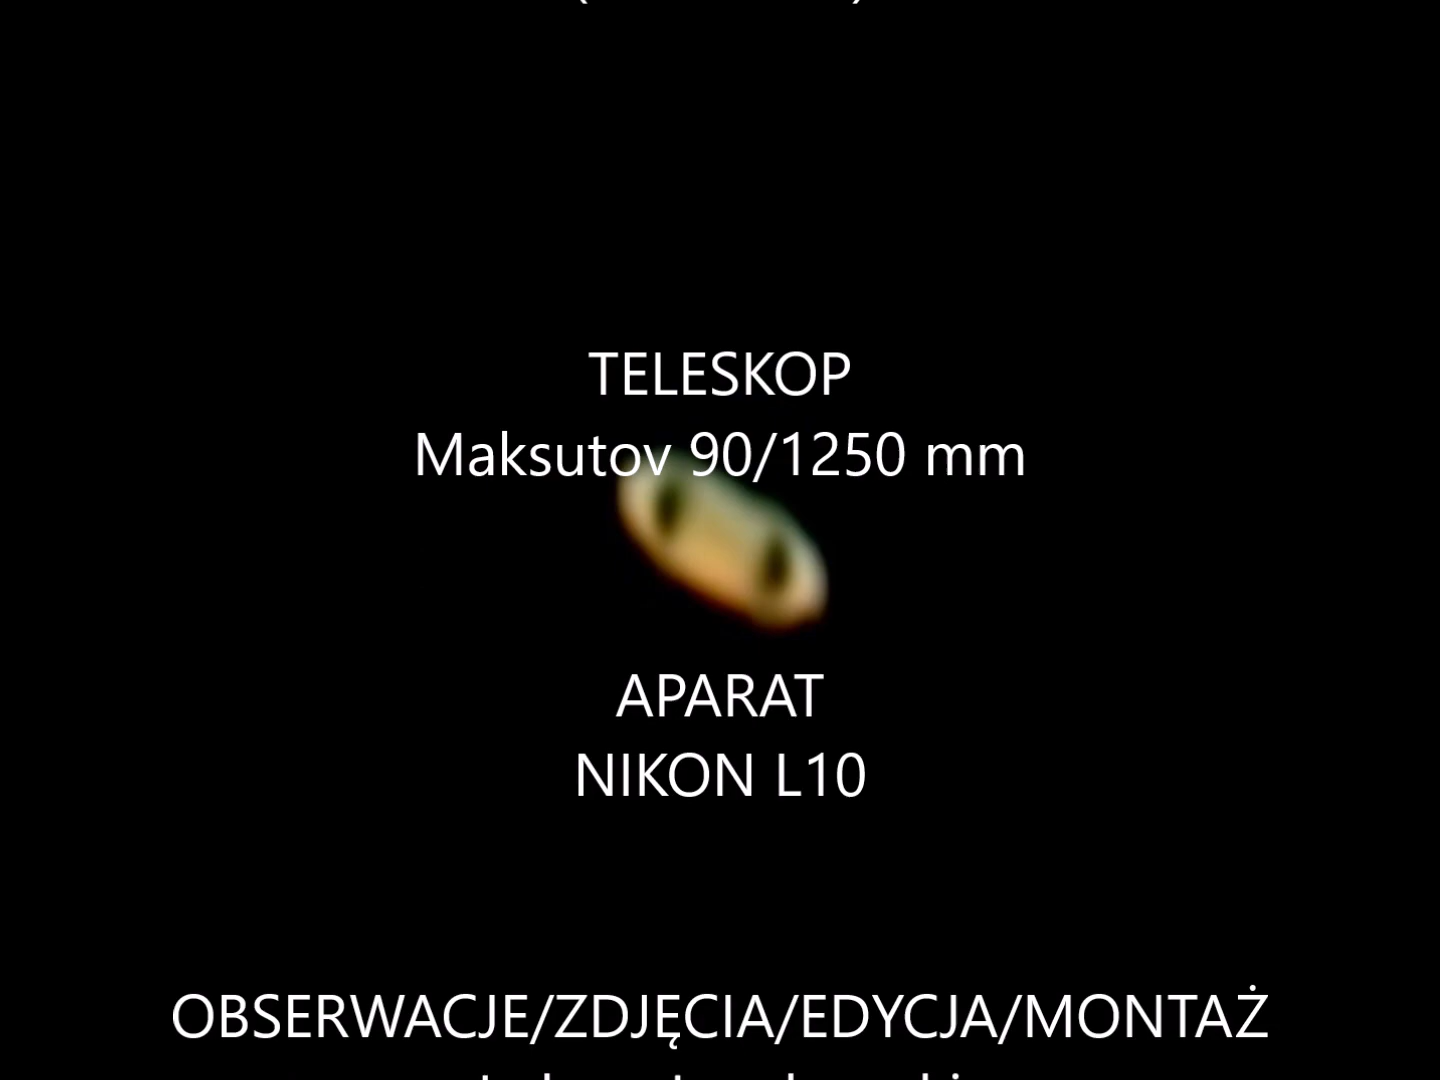 TELESKOP
Maksutov 90/1250 mm
APARAT
NIKON L10
OBSERWACJE/ZDJĘCIA/EDYCJA/MONTAŻ